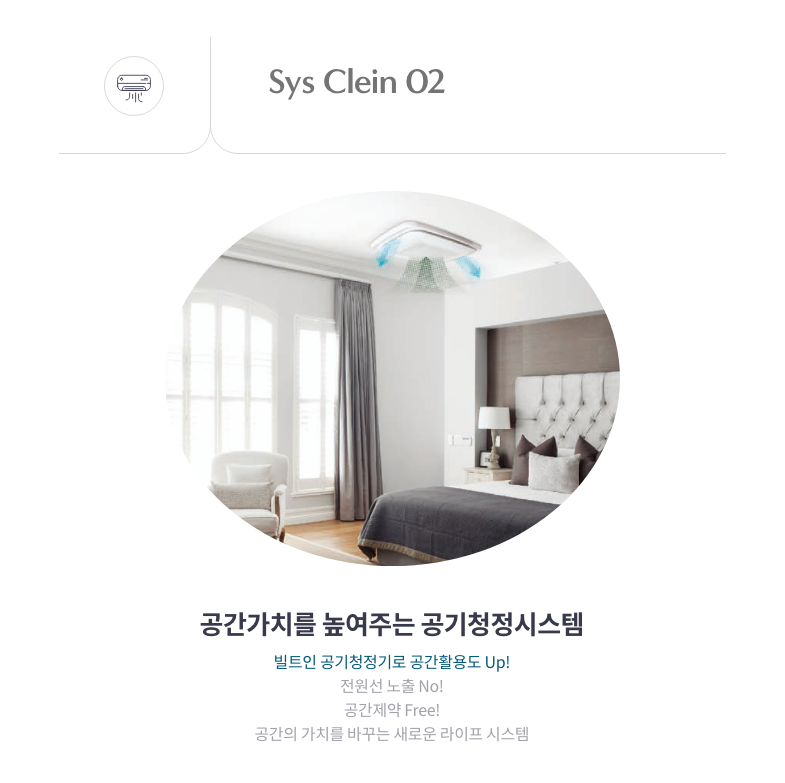 Sys Clein 02
공간가치를 높여주는 공기청정시스템
빌트인 공기청정기로 공간활용도 Up!
전원선 노출 No!
공간제약 Free!
공간의 가치를 바꾸는 새로운 라이프 시스템